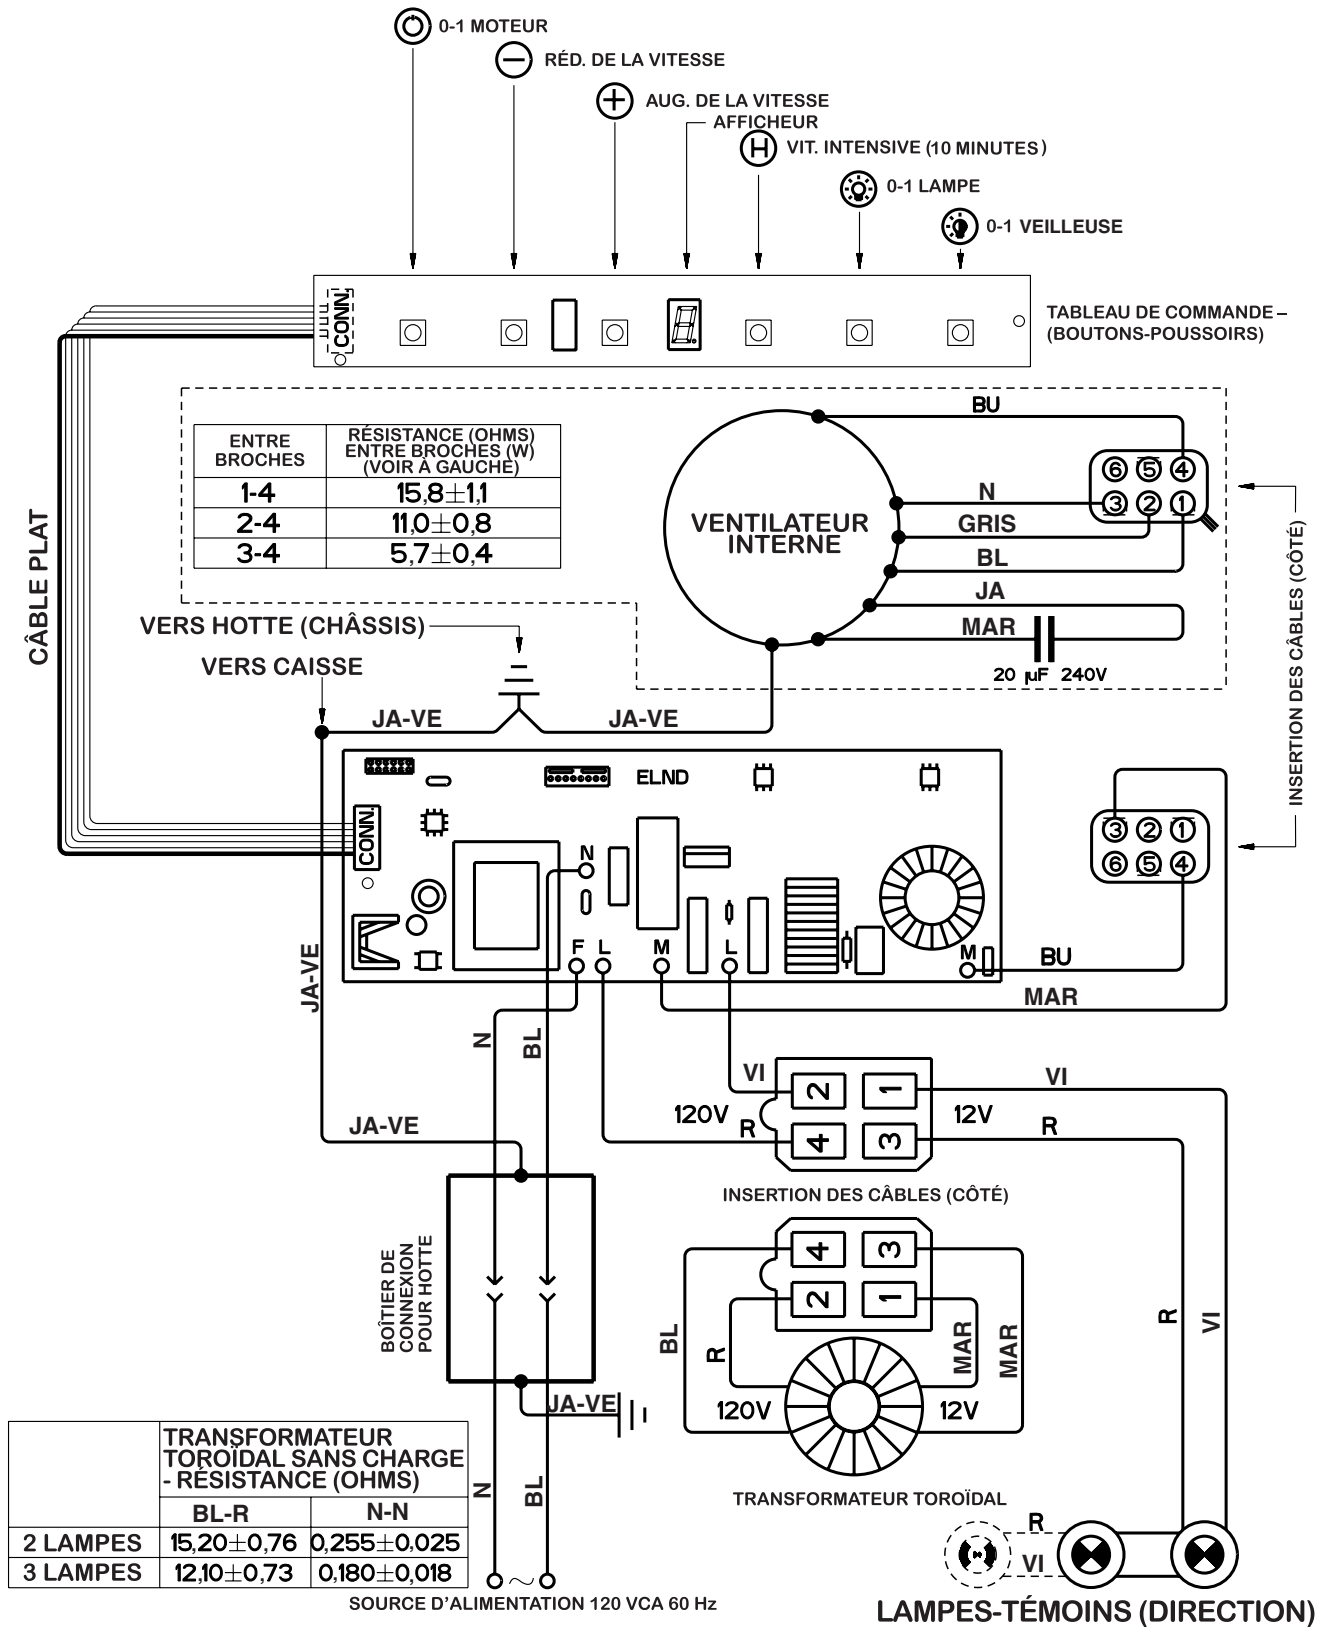 0-1 MOTEUR
RÉD. DE LA VITESSE
AUG. DE LA VITESSE
AFFICHEUR
H VIT. INTENSIVE (10 MINUTES)
0-1 LAMPE
0-1 VEILLEUSE
CONN.
TABLEAU DE COMMANDE –
(BOUTONS-POUSSOIRS)
CÂBLE PLAT
ENTRE
BROCHES
RÉSISTANCE (OHMS)
ENTRE BROCHES (W)
(VOIR À GAUCHE)
1-4 15,8±1,1
2-4 11,0±0,8
3-4 5,7±0,4
VENTILATEUR
INTERNE
BU
N
GRIS
BL
JA
MAR
20 µF 240V
6 5 4
3 2 1
INSERTION DES CÂBLES (CÔTÉ)
VERS HOTTE (CHÂSSIS)
VERS CAISSE
JA-VE
JA-VE
ELND
CONN.
N
F L M L M
3 2 1
6 5 4
BU
MAR
JA-VE
N
BL
VI
R
120V
2 1
4 3
12V
VI
R
JA-VE
INSERTION DES CÂBLES (CÔTÉ)
BOÎTIER DE
CONNEXION
POUR HOTTE
4 3
2 1
BL
R
MAR
MAR
120V
12V
TRANSFORMATEUR TOROÏDAL
R
VI
JA-VE
N
BL
TRANSFORMATEUR
TOROÏDAL SANS CHARGE
- RÉSISTANCE (OHMS)
BL-R N-N
2 LAMPES 15,20±0,76 0,255±0,025
3 LAMPES 12,10±0,73 0,180±0,018
SOURCE D'ALIMENTATION 120 VCA 60 Hz
R
VI
LAMPES-TÉMOINS (DIRECTION)